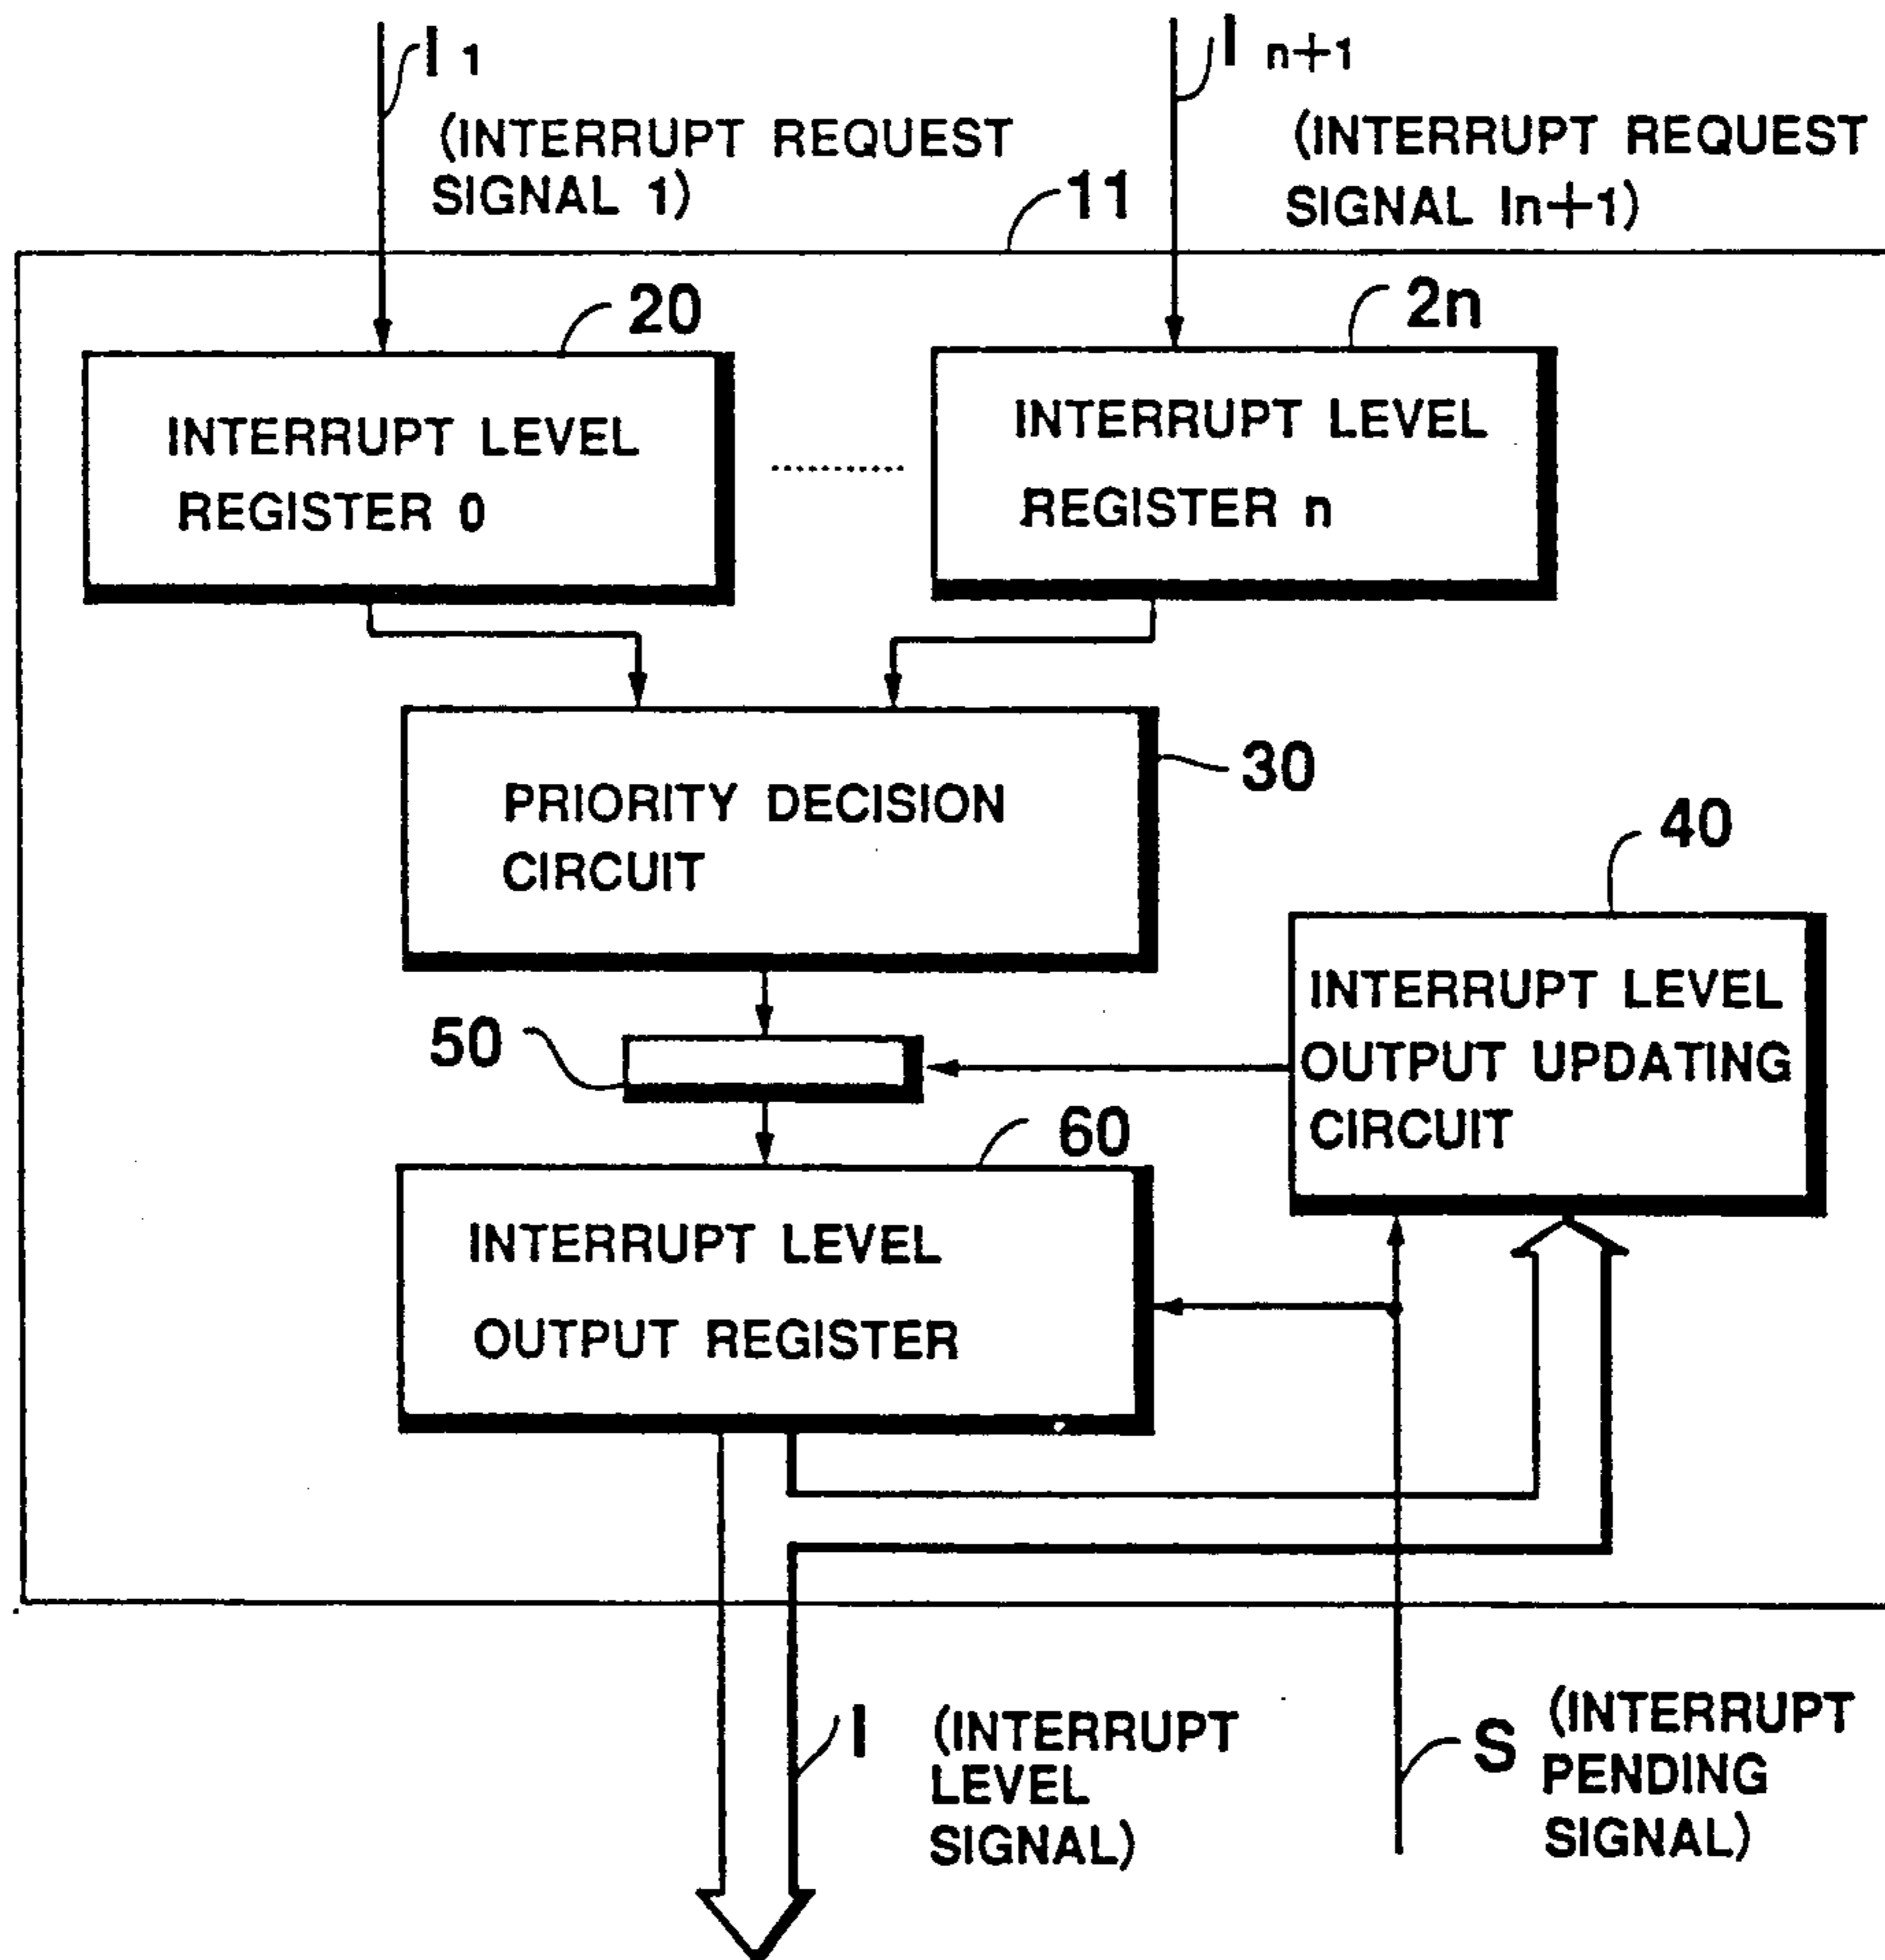 I 1
(INTERRUPT REQUEST
SIGNAL 1)
I n+1
(INTERRUPT REQUEST
SIGNAL In+1)
11
20
INTERRUPT LEVEL
REGISTER 0
2n
INTERRUPT LEVEL
REGISTER n
PRIORITY DECISION
CIRCUIT
30
40
INTERRUPT LEVEL
OUTPUT UPDATING
CIRCUIT
50
60
INTERRUPT LEVEL
OUTPUT REGISTER
I
(INTERRUPT
LEVEL
SIGNAL)
S
(INTERRUPT
PENDING
SIGNAL)